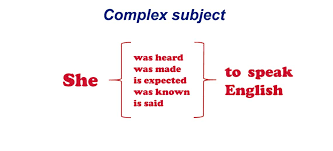 Complex subject
She
was heard
was made
is expected
was known
is said
to speak
English